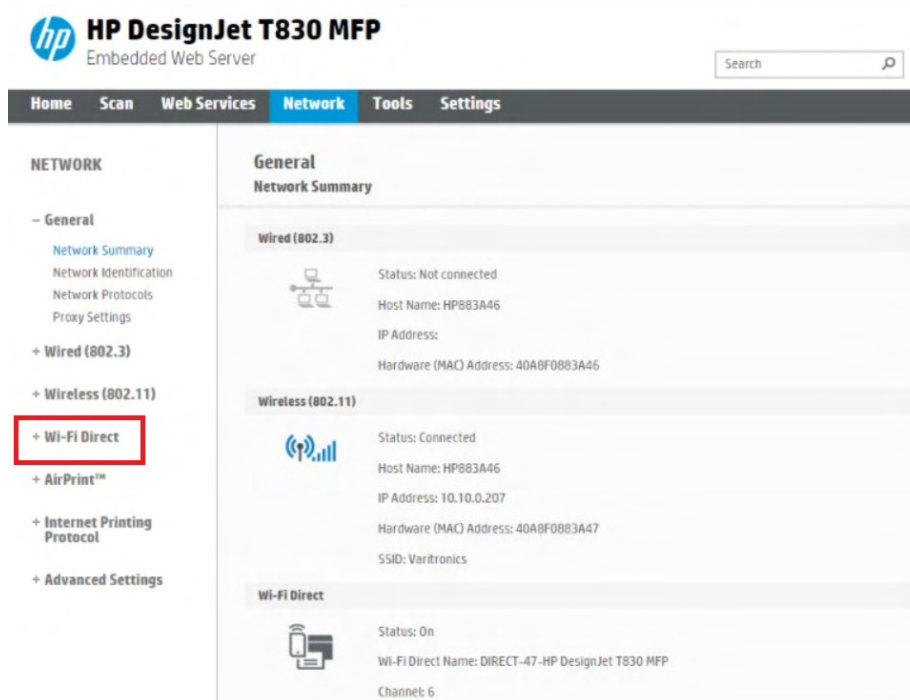 hp
HP DesignJet T830 MFP
Embedded Web Server
Search
Home Scan Web Services Network Tools Settings
NETWORK
– General
Network Summary
Network Identification
Network Protocols
Proxy Settings
+ Wired (802.3)
+ Wireless (802.11)
+ Wi-Fi Direct
+ AirPrint™
+ Internet Printing
Protocol
+ Advanced Settings
General
Network Summary
Wired (802.3)
Status: Not connected
Host Name: HP883A46
IP Address:
Hardware (MAC) Address: 40A8F0883A46
Wireless (802.11)
Status: Connected
Host Name: HP883A46
IP Address: 10.10.0.207
Hardware (MAC) Address: 40A8F0883A47
SSID: Varitronics
Wi-Fi Direct
Status: On
Wi-Fi Direct Name: DIRECT-47-HP DesignJet T830 MFP
Channel: 6